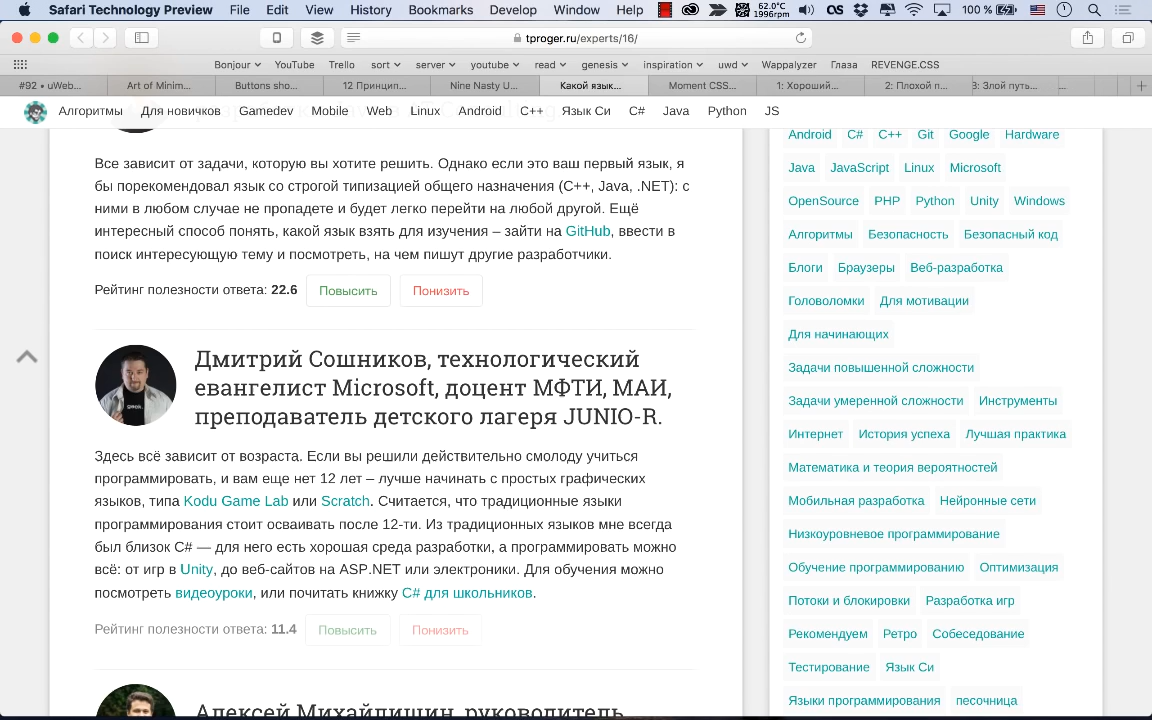 Safari Technology Preview File Edit View History Bookmarks Develop Window Help 62.0°C 1996rpm 100 %
tproger.ru/experts/16/
Bonjour YouTube Trello sort server youtube read genesis inspiration uwd Wappalyzer Глаза REVENGE.CSS
#92 • uWeb... Art of Minim... Buttons sho... 12 Принцип... Nine Nasty U... Какой язык... Moment CSS... 1: Хороший... 2: Плохой п... 3: Злой путь... ...
Алгоритмы Для новичков Gamedev Mobile Web Linux Android C++ Язык Си C# Java Python JS
Все зависит от задачи, которую вы хотите решить. Однако если это ваш первый язык, я
бы порекомендовал язык со строгой типизацией общего назначения (C++, Java, .NET): с
ними в любом случае не пропадете и будет легко перейти на любой другой. Ещё
интересный способ понять, какой язык взять для изучения – зайти на GitHub, ввести в
поиск интересующую тему и посмотреть, на чем пишут другие разработчики.
Рейтинг полезности ответа: 22.6 Повысить Понизить
Дмитрий Сошников, технологический
евангелист Microsoft, доцент МФТИ, МАИ,
преподаватель детского лагеря JUNIO-R.
Здесь всё зависит от возраста. Если вы решили действительно смолоду учиться
программировать, и вам еще нет 12 лет – лучше начинать с простых графических
языков, типа Kodu Game Lab или Scratch. Считается, что традиционные языки
программирования стоит осваивать после 12-ти. Из традиционных языков мне всегда
был близок C# — для него есть хорошая среда разработки, а программировать можно
всё: от игр в Unity, до веб-сайтов на ASP.NET или электроники. Для обучения можно
посмотреть видеоуроки, или почитать книжку C# для школьников.
Рейтинг полезности ответа: 11.4 Повысить Понизить
Алексей Михайлишин, руководитель
Android C# C++ Git Google Hardware
Java JavaScript Linux Microsoft
OpenSource PHP Python Unity Windows
Алгоритмы Безопасность Безопасный код
Блоги Браузеры Веб-разработка
Головоломки Для мотивации
Для начинающих
Задачи повышенной сложности
Задачи умеренной сложности Инструменты
Интернет История успеха Лучшая практика
Математика и теория вероятностей
Мобильная разработка Нейронные сети
Низкоуровневое программирование
Обучение программированию Оптимизация
Потоки и блокировки Разработка игр
Рекомендуем Ретро Собеседование
Тестирование Язык Си
Языки программирования песочница